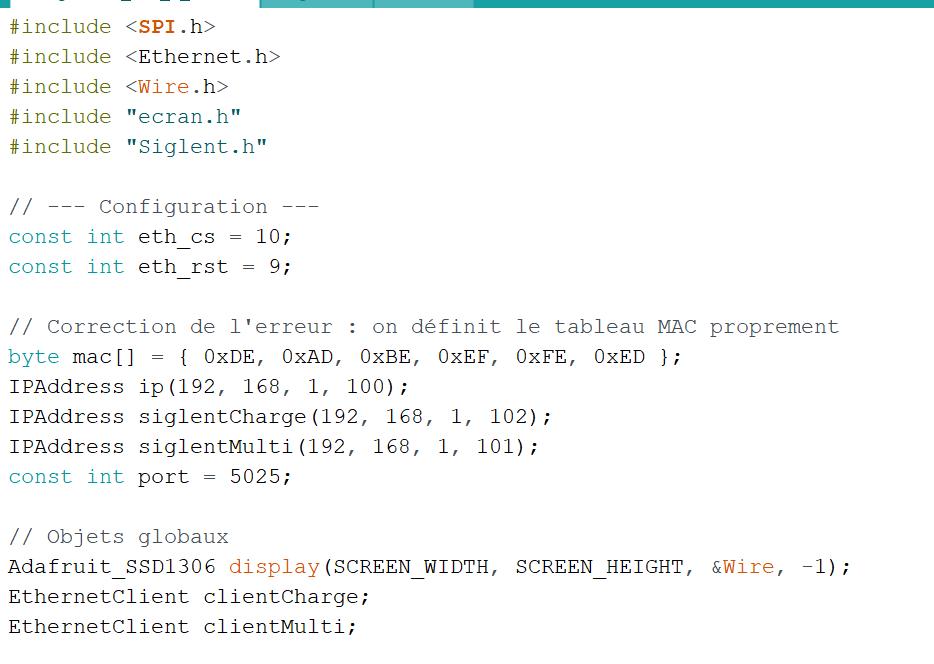 #include <SPI.h>
#include <Ethernet.h>
#include <Wire.h>
#include "ecran.h"
#include "Siglent.h"
// --- Configuration ---
const int eth_cs = 10;
const int eth_rst = 9;
// Correction de l'erreur : on définit le tableau MAC proprement
byte mac[] = { 0xDE, 0xAD, 0xBE, 0xEF, 0xFE, 0xED };
IPAddress ip(192, 168, 1, 100);
IPAddress siglentCharge(192, 168, 1, 102);
IPAddress siglentMulti(192, 168, 1, 101);
const int port = 5025;
// Objets globaux
Adafruit_SSD1306 display(SCREEN_WIDTH, SCREEN_HEIGHT, &Wire, -1);
EthernetClient clientCharge;
EthernetClient clientMulti;